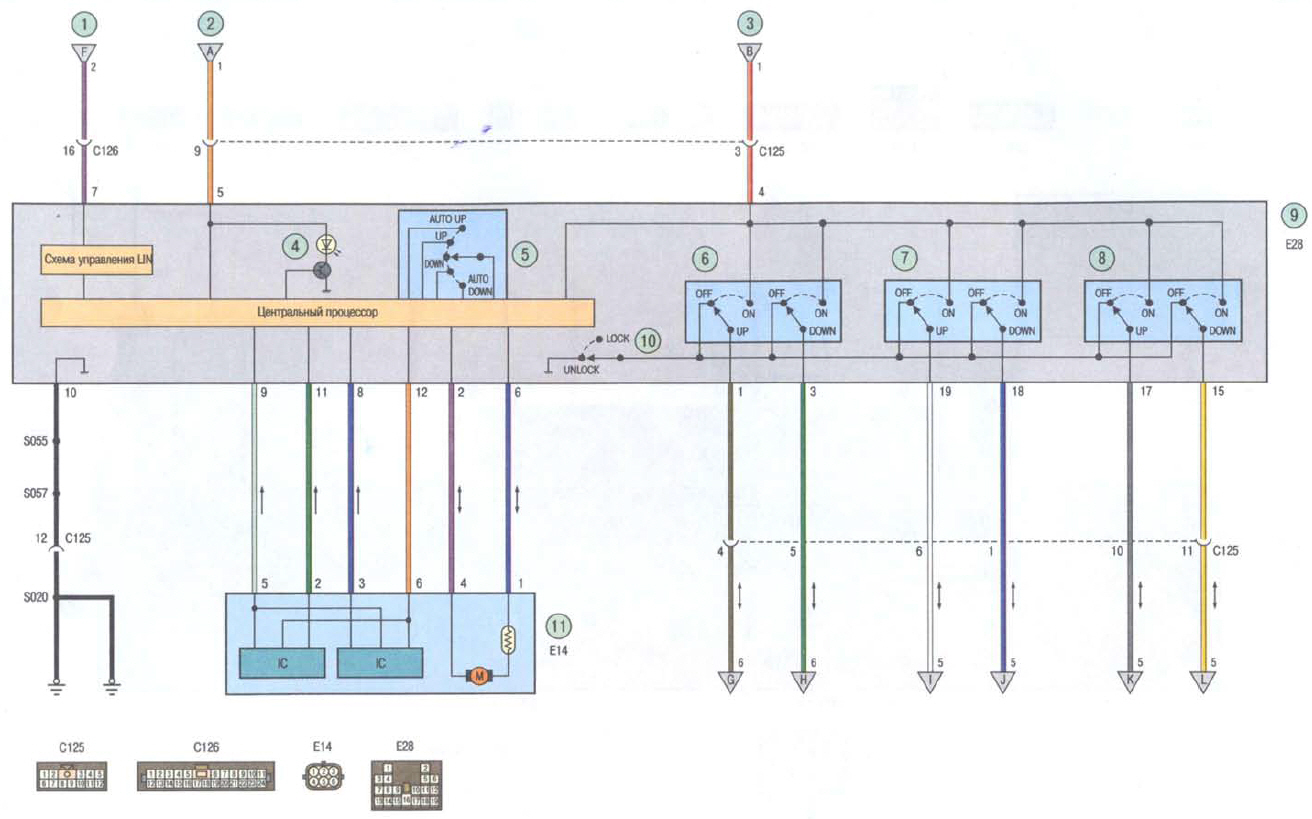 1 2 3
F A B
2 1 1
16 C126 9 3 C125
7 5 4
9
E28
AUTO UP
UP
DOWN
AUTO
DOWN
4 5 6 7 8
Схема управления LIN
Центральный процессор
OFF ON UP OFF ON DOWN
OFF ON UP OFF ON DOWN
OFF ON UP OFF ON DOWN
LOCK
10
UNLOCK
10 9 11 8 12 2 6 1 3 19 18 17 15
S055
S057
12 C125
4 5 6 1 10 11 C125
S020
5 2 3 6 4 1
11
E14
IC IC M
6 6 5 5 5 5
G H I J K L
C125 C126 E14 E28
1 2 3 4 5
6 7 8 9 10 11 12
1 2 3 4 5 6 7 8 9 10 11
12 13 14 15 16 17 18 19 20 21 22 23 24
1 2 3
4 5 6
1 2
3 4 5 6
7 8 9 10 11 12
13 14 15 16 17 18 19